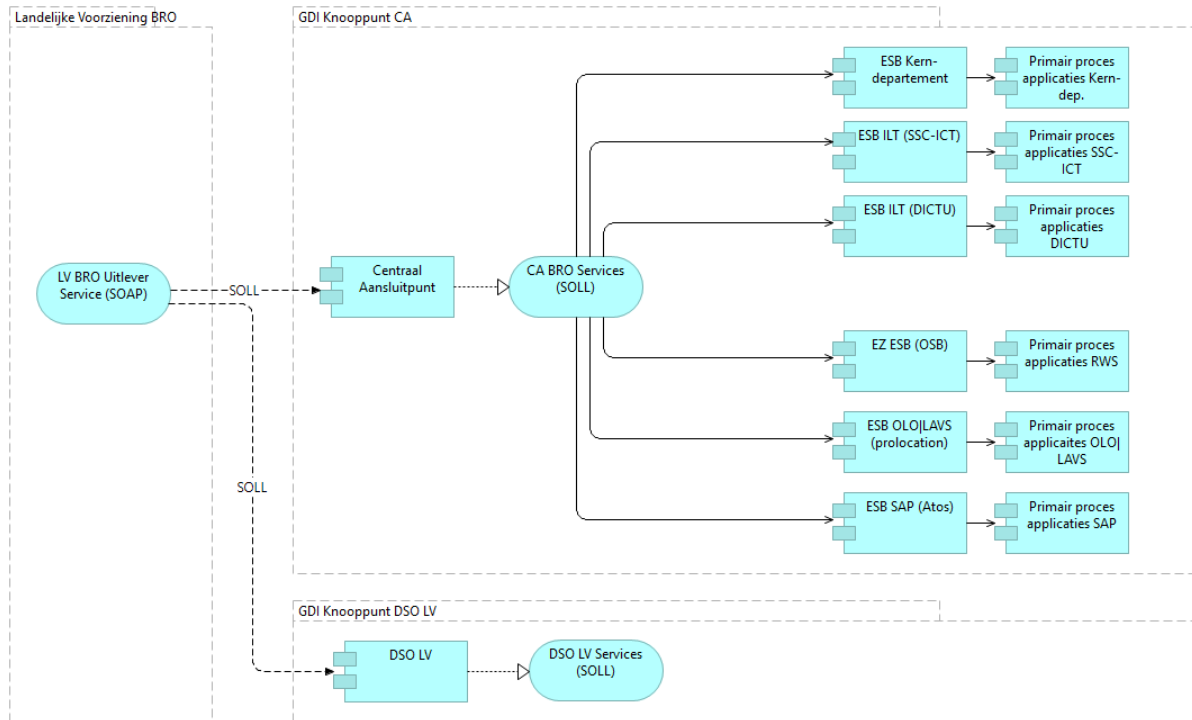 Landelijke Voorziening BRO
GDI Knooppunt CA
ESB Kern-
departement
Primair proces
applicaties Kern-
dep.
ESB ILT (SSC-ICT)
Primair proces
applicaties SSC-
ICT
ESB ILT (DICTU)
Primair proces
applicaties
DICTU
LV BRO Uitlever
Service (SOAP)
SOLL
Centraal
Aansluitpunt
CA BRO Services
(SOLL)
EZ ESB (OSB)
Primair proces
applicaties RWS
ESB OLO|LAVS
(prolocation)
Primair proces
applicaites OLO|
LAVS
SOLL
ESB SAP (Atos)
Primair proces
applicaties SAP
GDI Knooppunt DSO LV
DSO LV
DSO LV Services
(SOLL)